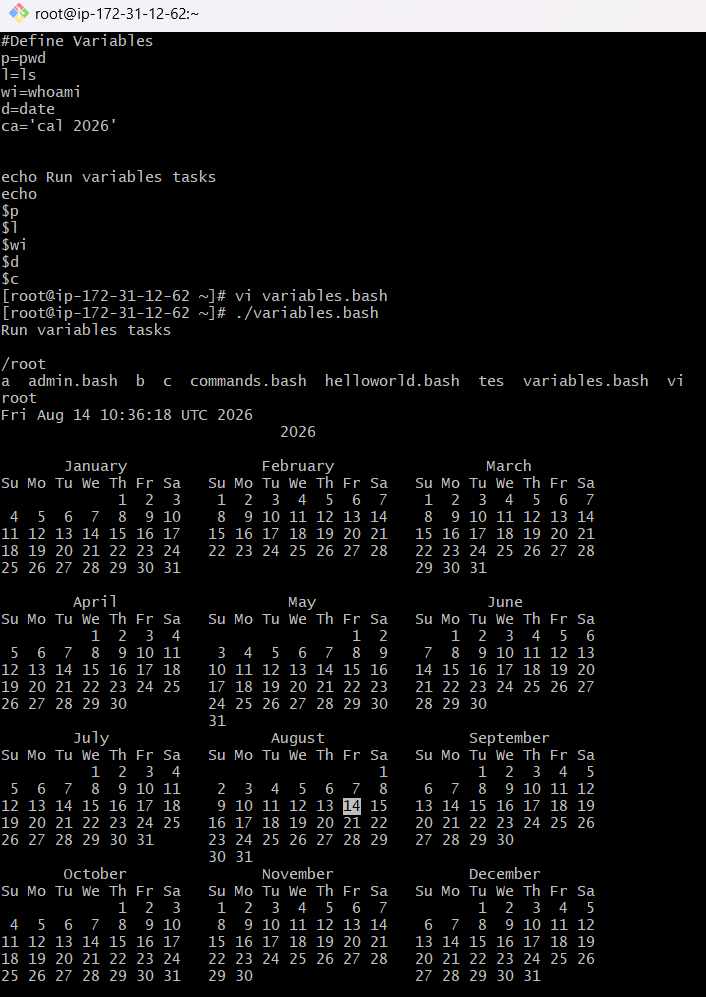 root@ip-172-31-12-62:~
#Define Variables
p=pwd
l=ls
wi=whoami
d=date
ca='cal 2026'
echo Run variables tasks
echo
$p
$l
$wi
$d
$c
[root@ip-172-31-12-62 ~]# vi variables.bash
[root@ip-172-31-12-62 ~]# ./variables.bash
Run variables tasks
/root
a  admin.bash  b  c  commands.bash  helloworld.bash  tes  variables.bash  vi
root
Fri Aug 14 10:36:18 UTC 2026
                               2026
       January               February                 March
Su Mo Tu We Th Fr Sa   Su Mo Tu We Th Fr Sa   Su Mo Tu We Th Fr Sa
             1  2  3    1  2  3  4  5  6  7    1  2  3  4  5  6  7
 4  5  6  7  8  9 10    8  9 10 11 12 13 14    8  9 10 11 12 13 14
11 12 13 14 15 16 17   15 16 17 18 19 20 21   15 16 17 18 19 20 21
18 19 20 21 22 23 24   22 23 24 25 26 27 28   22 23 24 25 26 27 28
25 26 27 28 29 30 31                          29 30 31
        April                   May                   June
Su Mo Tu We Th Fr Sa   Su Mo Tu We Th Fr Sa   Su Mo Tu We Th Fr Sa
          1  2  3  4                   1  2       1  2  3  4  5  6
 5  6  7  8  9 10 11    3  4  5  6  7  8  9    7  8  9 10 11 12 13
12 13 14 15 16 17 18   10 11 12 13 14 15 16   14 15 16 17 18 19 20
19 20 21 22 23 24 25   17 18 19 20 21 22 23   21 22 23 24 25 26 27
26 27 28 29 30         24 25 26 27 28 29 30   28 29 30
                       31
        July                  August                September
Su Mo Tu We Th Fr Sa   Su Mo Tu We Th Fr Sa   Su Mo Tu We Th Fr Sa
          1  2  3  4                      1          1  2  3  4  5
 5  6  7  8  9 10 11    2  3  4  5  6  7  8    6  7  8  9 10 11 12
12 13 14 15 16 17 18    9 10 11 12 13 14 15   13 14 15 16 17 18 19
19 20 21 22 23 24 25   16 17 18 19 20 21 22   20 21 22 23 24 25 26
26 27 28 29 30 31      23 24 25 26 27 28 29   27 28 29 30
                       30 31
       October               November               December
Su Mo Tu We Th Fr Sa   Su Mo Tu We Th Fr Sa   Su Mo Tu We Th Fr Sa
             1  2  3    1  2  3  4  5  6  7          1  2  3  4  5
 4  5  6  7  8  9 10    8  9 10 11 12 13 14    6  7  8  9 10 11 12
11 12 13 14 15 16 17   15 16 17 18 19 20 21   13 14 15 16 17 18 19
18 19 20 21 22 23 24   22 23 24 25 26 27 28   20 21 22 23 24 25 26
25 26 27 28 29 30 31   29 30                  27 28 29 30 31